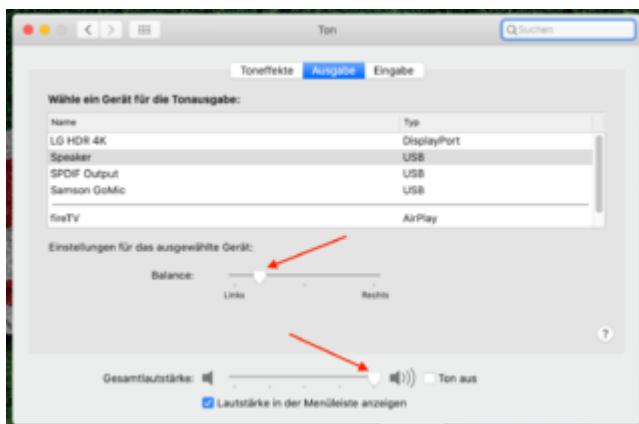 Ton
Suchen
Toneffekte Ausgabe Eingabe
Wähle ein Gerät für die Tonausgabe:
Name Typ
LG HDR 4K DisplayPort
Speaker USB
SPDIF Output USB
Samson GoMic USB
fireTV AirPlay
Einstellungen für das ausgewählte Gerät:
Balance:
Links Rechts
?
Gesamtlautstärke: Ton aus
Lautstärke in der Menüleiste anzeigen